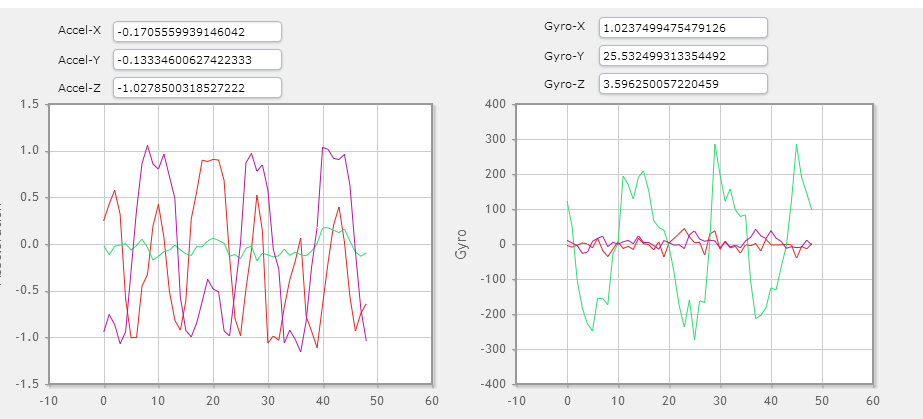 Accel-X -0.1705559939146042
Accel-Y -0.13334600627422333
Accel-Z -1.0278500318527222
1.5
1.0
0.5
0.0
-0.5
-1.0
-1.5
-10 0 10 20 30 40 50 60
Gyro-X 1.0237499475479126
Gyro-Y 25.532499313354492
Gyro-Z 3.596250057220459
Gyro
400
300
200
100
0
-100
-200
-300
-400
-10 0 10 20 30 40 50 60